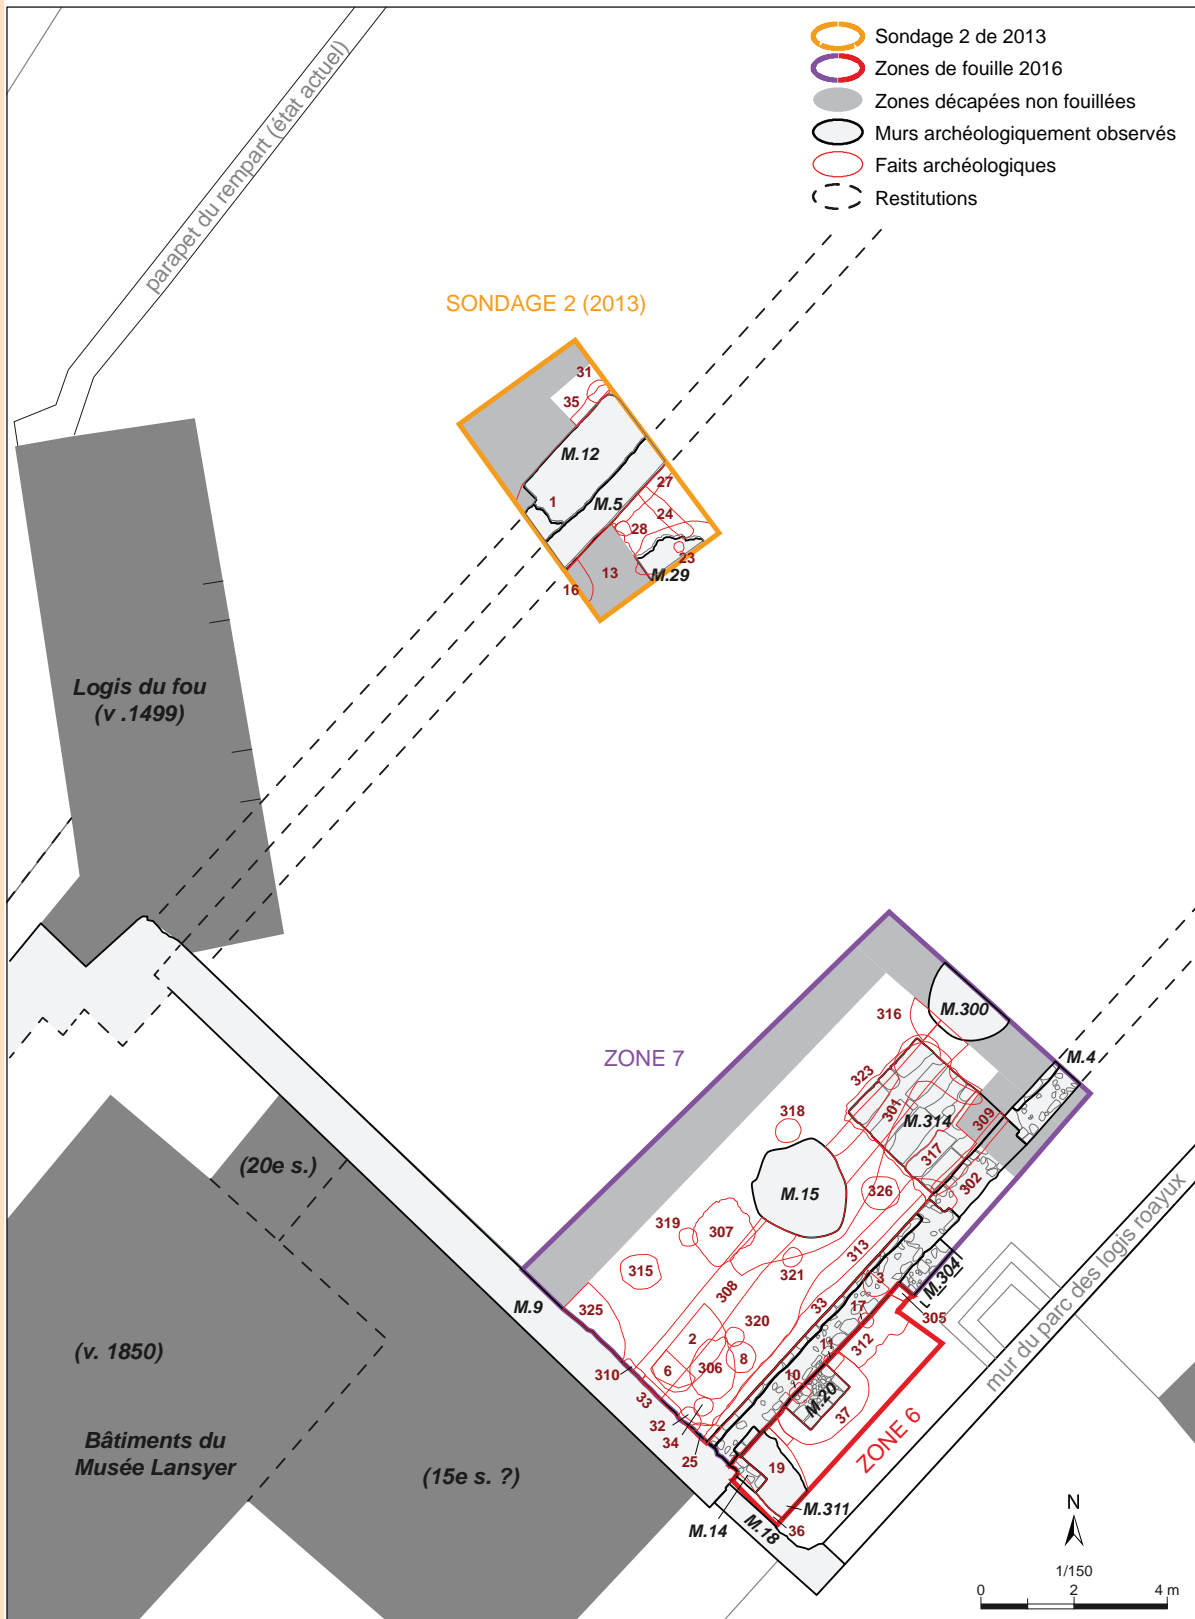 Sondage 2 de 2013
Zones de fouille 2016
Zones décapées non fouillées
Murs archéologiquement observés
Faits archéologiques
Restitutions
parapet du rempart (état actuel)
SONDAGE 2 (2013)
31
35
M.12
1
M.5
27
24
28
23
13
M.29
16
Logis du fou
(v .1499)
ZONE 7
M.300
316
M.4
323
301
M.314
309
318
317
302
M.15
326
319
307
313
315
321
M.304
308
3
M.9
325
33
17
305
320
312
2
11
8
310
6
306
10
M.20
33
37
32
34
25
19
ZONE 6
M.311
M.14
M.18
36
mur du parc des logis roayux
(20e s.)
(v. 1850)
Bâtiments du
Musée Lansyer
(15e s. ?)
N
1/150
0
2
4 m